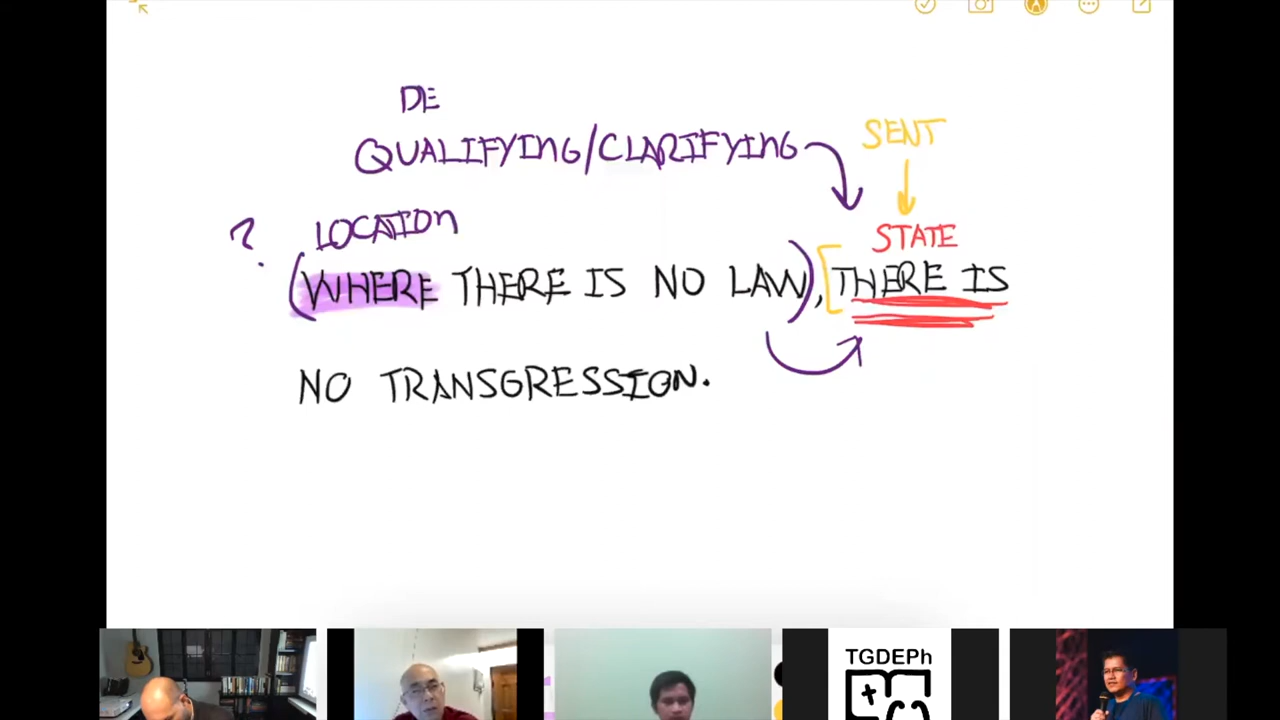 DE
QUALIFYING/CLARIFYING
SENT
? LOCATION
STATE
(WHERE THERE IS NO LAW), [THERE IS
NO TRANSGRESSION.
TGDEPh